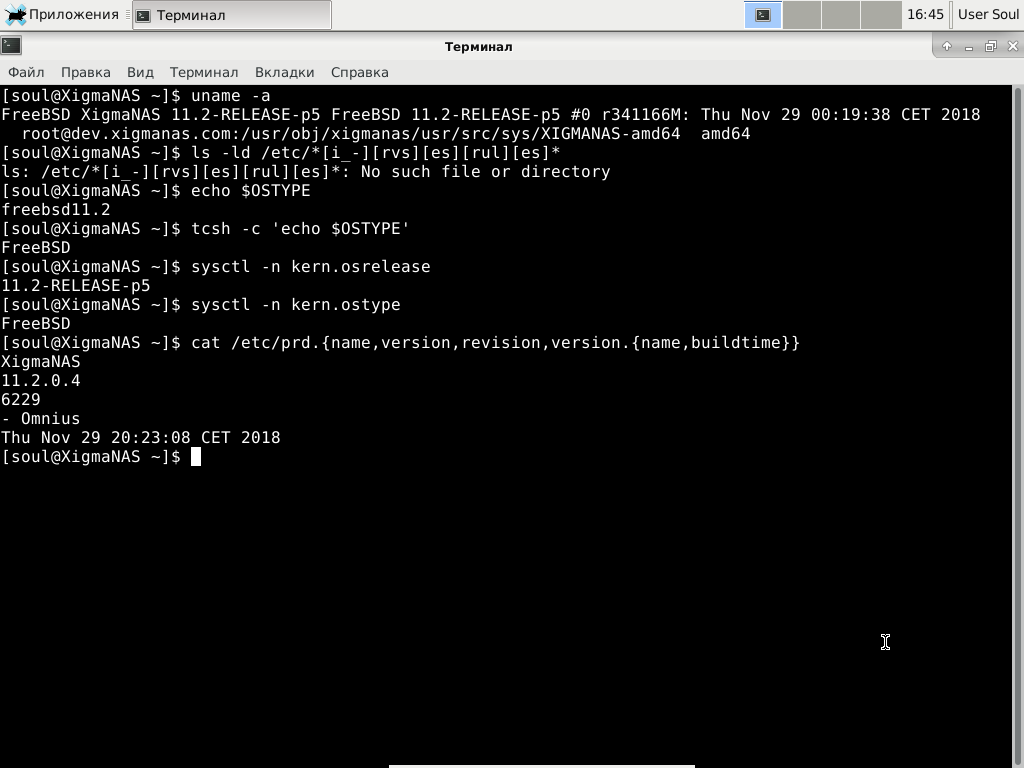 Приложения
Терминал
16:45
User Soul
Терминал
Файл Правка Вид Терминал Вкладки Справка
[soul@XigmaNAS ~]$ uname -a
FreeBSD XigmaNAS 11.2-RELEASE-p5 FreeBSD 11.2-RELEASE-p5 #0 r341166M: Thu Nov 29 00:19:38 CET 2018
root@dev.xigmanas.com:/usr/obj/xigmanas/usr/src/sys/XIGMANAS-amd64  amd64
[soul@XigmaNAS ~]$ ls -ld /etc/*[i_-][rvs][es][rul][es]*
ls: /etc/*[i_-][rvs][es][rul][es]*: No such file or directory
[soul@XigmaNAS ~]$ echo $OSTYPE
freebsd11.2
[soul@XigmaNAS ~]$ tcsh -c 'echo $OSTYPE'
FreeBSD
[soul@XigmaNAS ~]$ sysctl -n kern.osrelease
11.2-RELEASE-p5
[soul@XigmaNAS ~]$ sysctl -n kern.ostype
FreeBSD
[soul@XigmaNAS ~]$ cat /etc/prd.{name,version,revision,version.{name,buildtime}}
XigmaNAS
11.2.0.4
6229
- Omnius
Thu Nov 29 20:23:08 CET 2018
[soul@XigmaNAS ~]$